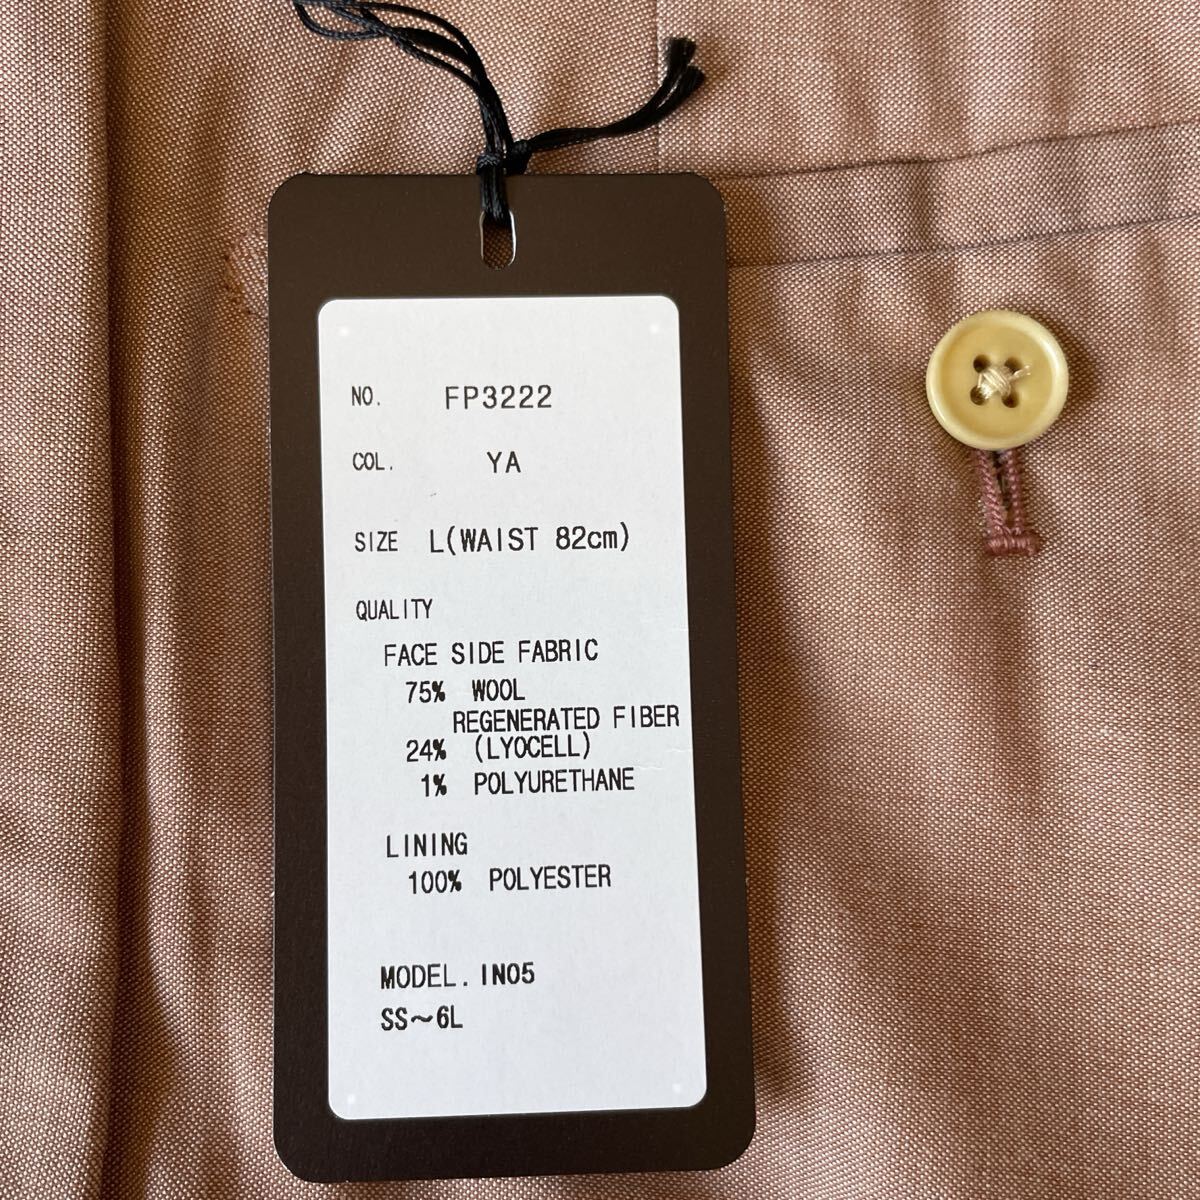 NO. FP3222
COL. YA
SIZE L(WAIST 82cm)
QUALITY
FACE SIDE FABRIC
75% WOOL
REGENERATED FIBER
24% (LYOCELL)
1% POLYURETHANE
LINING
100% POLYESTER
MODEL. IN05
SS〜6L